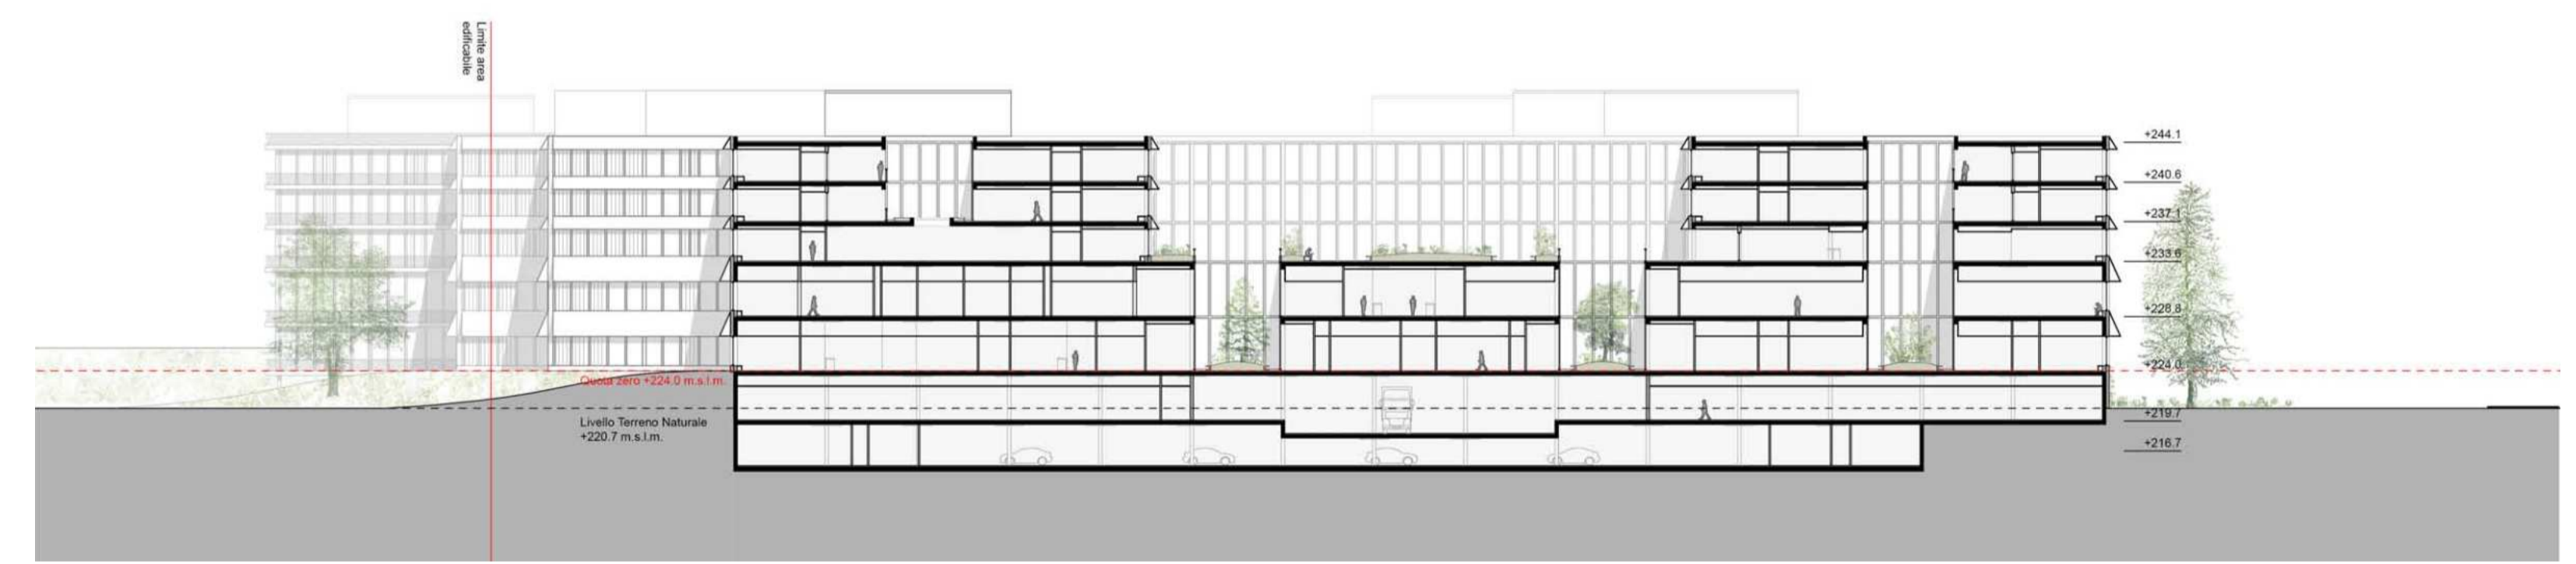 Limite area
edificabile
+244.1
+240.6
+237.1
+233.6
+228.8
+224.0
Quota zero +224.0 m.s.l.m.
+219.7
Livello Terreno Naturale
+220.7 m.s.l.m.
+216.7